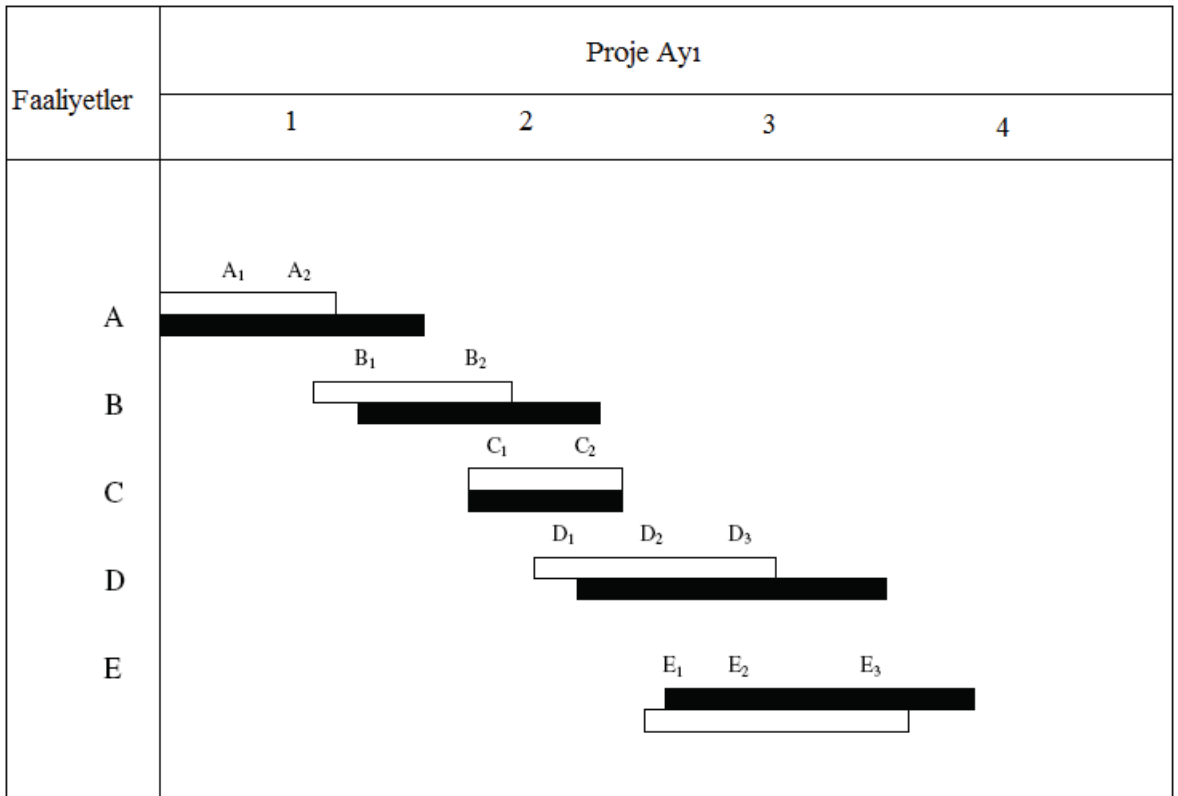 Proje Ayı
Faaliyetler
1 2 3 4
A₁ A₂
A
B₁ B₂
B
C₁ C₂
C
D₁ D₂ D₃
D
E₁ E₂ E₃
E